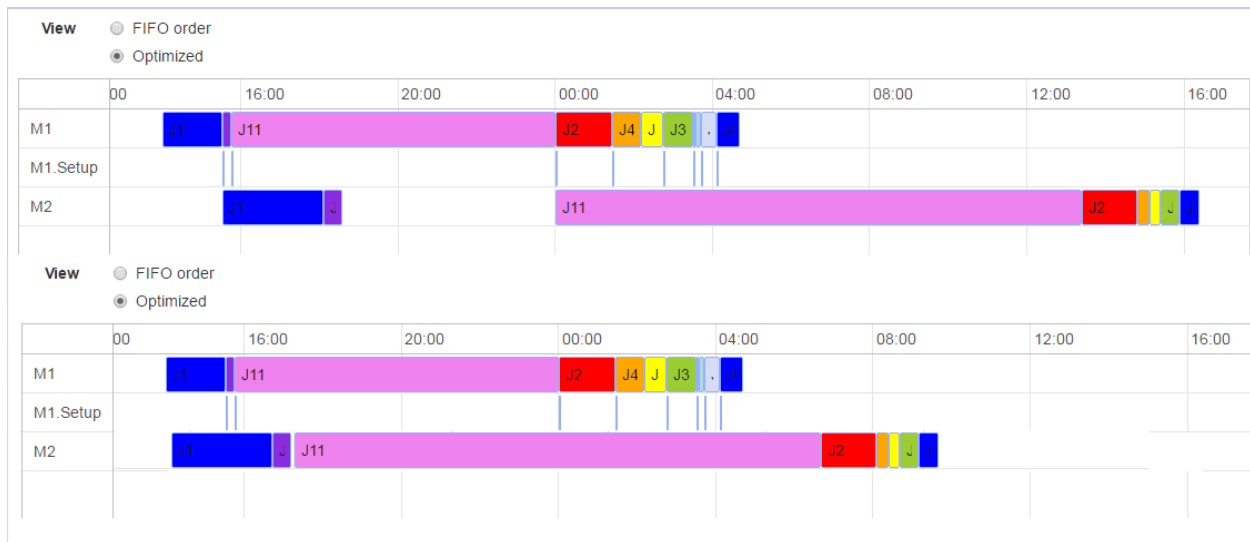 View FIFO order
Optimized
00 16:00 20:00 00:00 04:00 08:00 12:00 16:00
M1 J1 J11 J2 J4 J J3
M1.Setup
M2 J1 J J11 J2 J
View FIFO order
Optimized
00 16:00 20:00 00:00 04:00 08:00 12:00 16:00
M1 J1 J11 J2 J4 J J3
M1.Setup
M2 J1 J J11 J2